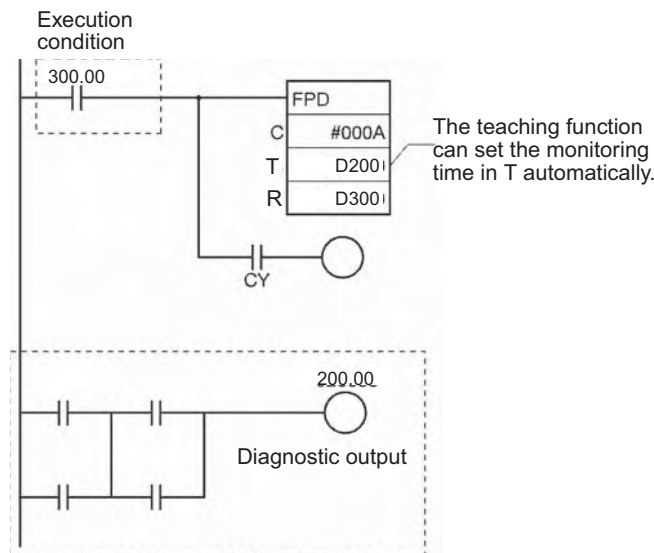 Execution
condition
300.00
FPD
C #000A
T D200
R D300
The teaching function
can set the monitoring
time in T automatically.
CY
200.00
Diagnostic output